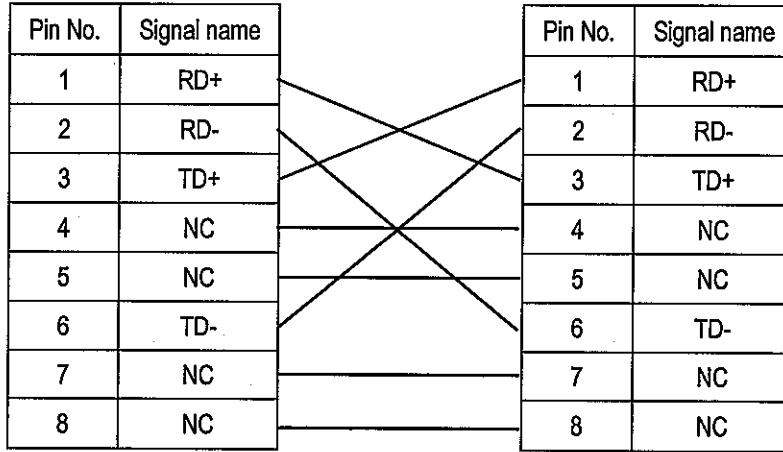 Pin No. Signal name Pin No. Signal name
1 RD+ 1 RD+
2 RD- 2 RD-
3 TD+ 3 TD+
4 NC 4 NC
5 NC 5 NC
6 TD- 6 TD-
7 NC 7 NC
8 NC 8 NC